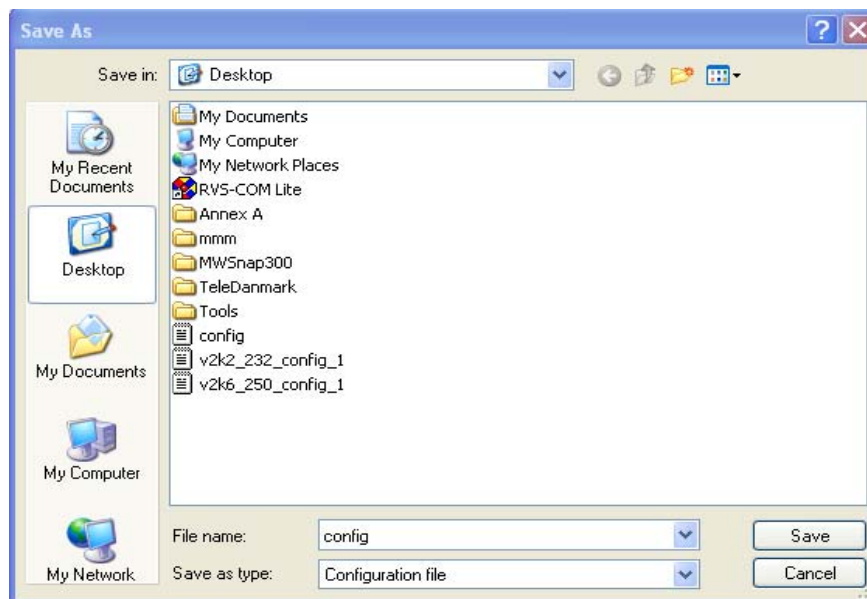 Save As
Save in: Desktop
My Recent Documents
Desktop
My Documents
My Computer
My Network
My Documents
My Computer
My Network Places
RVS-COM Lite
Annex A
mmm
MWSnap300
TeleDanmark
Tools
config
v2k2_232_config_1
v2k6_250_config_1
File name: config
Save
Save as type: Configuration file
Cancel